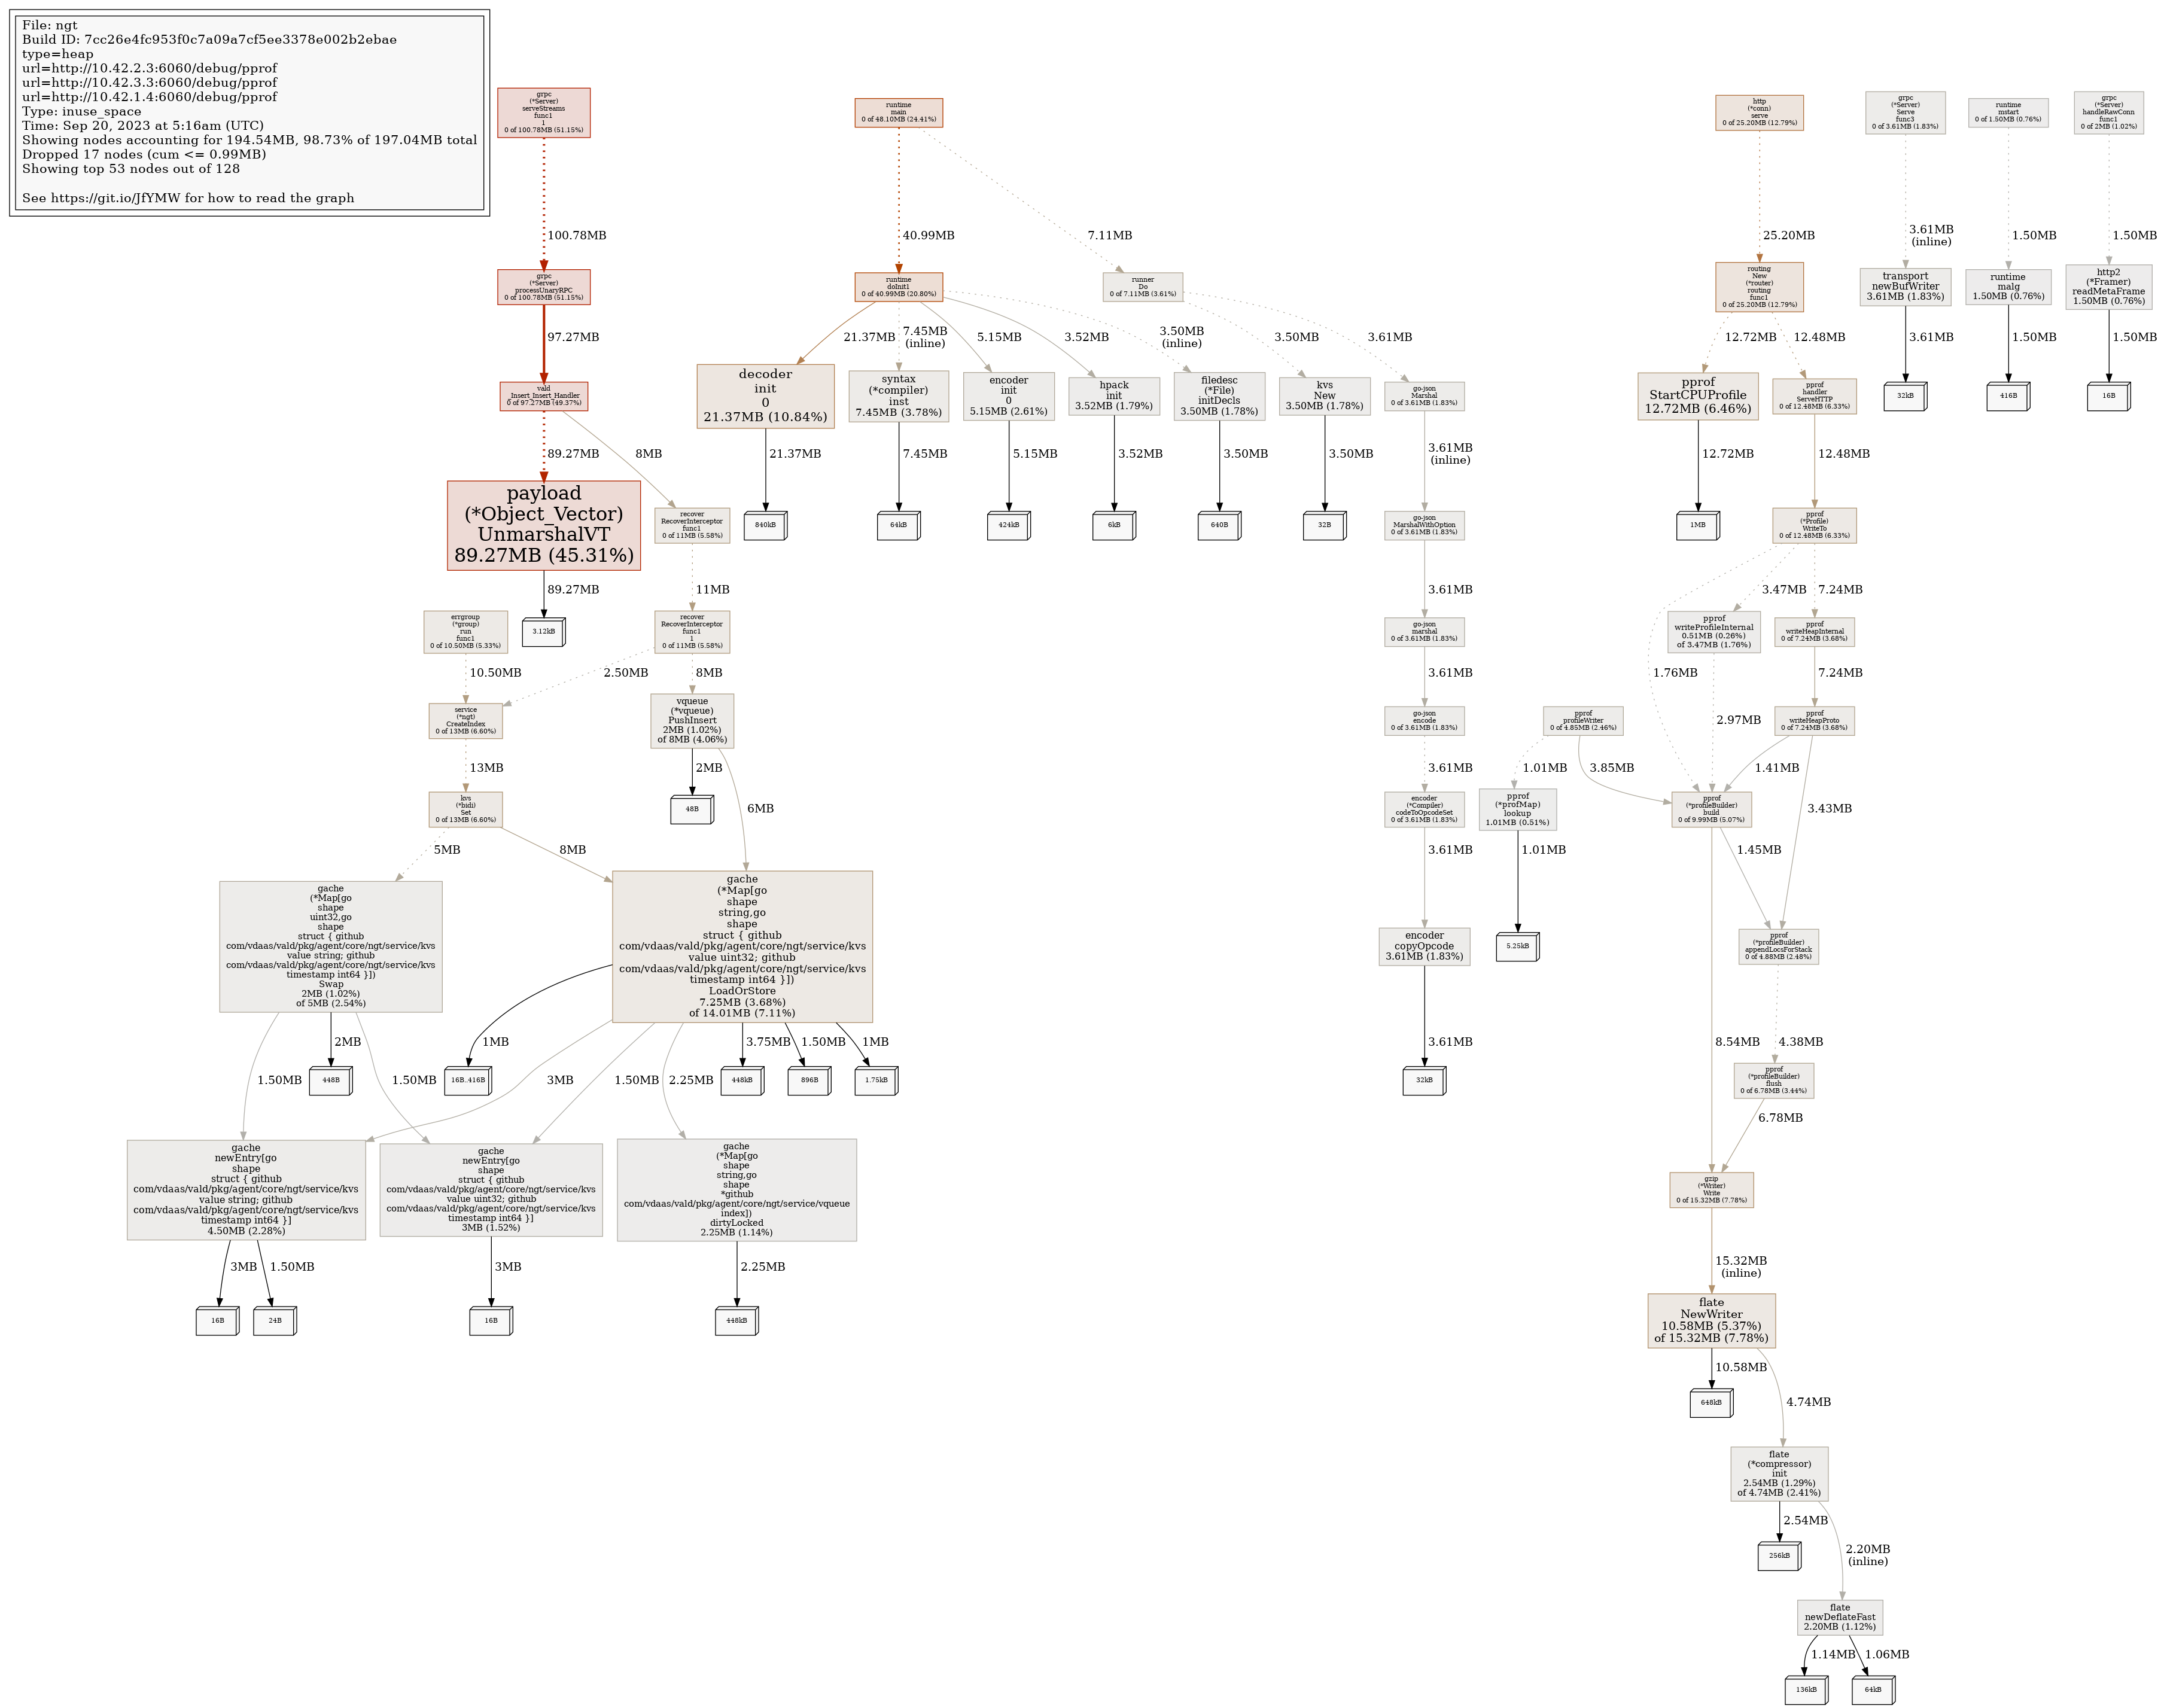 File: ngt
Build ID: 7cc26e4fc953f0c7a09a7cf5ee3378e002b2ebae
type=heap
url=http://10.42.2.3:6060/debug/pprof
url=http://10.42.3.3:6060/debug/pprof
url=http://10.42.1.4:6060/debug/pprof
Type: inuse_space
Time: Sep 20, 2023 at 5:16am (UTC)
Showing nodes accounting for 194.54MB, 98.73% of 197.04MB total
Dropped 17 nodes (cum <= 0.99MB)
Showing top 53 nodes out of 128
See https://git.io/JfYMW for how to read the graph
grpc
(*Server)
serveStreams
func1
1
0 of 100.78MB (51.15%)
100.78MB
grpc
(*Server)
processUnaryRPC
0 of 100.78MB (51.15%)
97.27MB
vald
_Insert_Insert_Handler
0 of 97.27MB (49.37%)
89.27MB
8MB
payload
(*Object_Vector)
UnmarshalVT
89.27MB (45.31%)
89.27MB
3.12kB
recover
RecoverInterceptor
func1
0 of 11MB (5.58%)
11MB
recover
RecoverInterceptor
func1
1
0 of 11MB (5.58%)
2.50MB
8MB
errgroup
(*group)
run
func1
0 of 10.50MB (5.33%)
10.50MB
service
(*ngt)
CreateIndex
0 of 13MB (6.60%)
13MB
vqueue
(*vqueue)
PushInsert
2MB (1.02%)
of 8MB (4.06%)
2MB
48B
6MB
kvs
(*bidi)
Set
0 of 13MB (6.60%)
5MB
8MB
gache
(*Map[go
shape
uint32,go
shape
struct { github
com/vdaas/vald/pkg/agent/core/ngt/service/kvs
value string; github
com/vdaas/vald/pkg/agent/core/ngt/service/kvs
timestamp int64 }])
Swap
2MB (1.02%)
of 5MB (2.54%)
1.50MB
2MB
448B
1.50MB
gache
(*Map[go
shape
string,go
shape
struct { github
com/vdaas/vald/pkg/agent/core/ngt/service/kvs
value uint32; github
com/vdaas/vald/pkg/agent/core/ngt/service/kvs
timestamp int64 }])
LoadOrStore
7.25MB (3.68%)
of 14.01MB (7.11%)
1MB
16B..416B
3MB
1.50MB
2.25MB
3.75MB
448kB
1.50MB
896B
1MB
1.75kB
gache
newEntry[go
shape
struct { github
com/vdaas/vald/pkg/agent/core/ngt/service/kvs
value string; github
com/vdaas/vald/pkg/agent/core/ngt/service/kvs
timestamp int64 }]
4.50MB (2.28%)
3MB
16B
1.50MB
24B
gache
newEntry[go
shape
struct { github
com/vdaas/vald/pkg/agent/core/ngt/service/kvs
value uint32; github
com/vdaas/vald/pkg/agent/core/ngt/service/kvs
timestamp int64 }]
3MB (1.52%)
3MB
16B
gache
(*Map[go
shape
string,go
shape
*github
com/vdaas/vald/pkg/agent/core/ngt/service/vqueue
index])
dirtyLocked
2.25MB (1.14%)
2.25MB
448kB
runtime
main
0 of 48.10MB (24.41%)
40.99MB
7.11MB
runtime
doInit1
0 of 40.99MB (20.80%)
21.37MB
7.45MB
(inline)
5.15MB
3.52MB
3.50MB
(inline)
decoder
init
0
21.37MB (10.84%)
21.37MB
840kB
syntax
(*compiler)
inst
7.45MB (3.78%)
7.45MB
64kB
encoder
init
0
5.15MB (2.61%)
5.15MB
424kB
hpack
init
3.52MB (1.79%)
3.52MB
6kB
filedesc
(*File)
initDecls
3.50MB (1.78%)
3.50MB
640B
runner
Do
0 of 7.11MB (3.61%)
3.50MB
3.61MB
kvs
New
3.50MB (1.78%)
3.50MB
32B
go-json
Marshal
0 of 3.61MB (1.83%)
3.61MB
(inline)
go-json
MarshalWithOption
0 of 3.61MB (1.83%)
3.61MB
go-json
marshal
0 of 3.61MB (1.83%)
3.61MB
go-json
encode
0 of 3.61MB (1.83%)
3.61MB
encoder
(*Compiler)
codeToOpcodeSet
0 of 3.61MB (1.83%)
3.61MB
encoder
copyOpcode
3.61MB (1.83%)
3.61MB
32kB
http
(*conn)
serve
0 of 25.20MB (12.79%)
25.20MB
routing
New
(*router)
routing
func1
0 of 25.20MB (12.79%)
12.72MB
12.48MB
pprof
StartCPUProfile
12.72MB (6.46%)
12.72MB
1MB
pprof
handler
ServeHTTP
0 of 12.48MB (6.33%)
12.48MB
pprof
(*Profile)
WriteTo
0 of 12.48MB (6.33%)
1.76MB
3.47MB
7.24MB
pprof
writeProfileInternal
0.51MB (0.26%)
of 3.47MB (1.76%)
2.97MB
pprof
writeHeapInternal
0 of 7.24MB (3.68%)
7.24MB
pprof
writeHeapProto
0 of 7.24MB (3.68%)
1.41MB
3.43MB
pprof
profileWriter
0 of 4.85MB (2.46%)
1.01MB
3.85MB
pprof
(*profMap)
lookup
1.01MB (0.51%)
1.01MB
5.25kB
pprof
(*profileBuilder)
build
0 of 9.99MB (5.07%)
8.54MB
1.45MB
pprof
(*profileBuilder)
appendLocsForStack
0 of 4.88MB (2.48%)
4.38MB
pprof
(*profileBuilder)
flush
0 of 6.78MB (3.44%)
6.78MB
gzip
(*Writer)
Write
0 of 15.32MB (7.78%)
15.32MB
(inline)
flate
NewWriter
10.58MB (5.37%)
of 15.32MB (7.78%)
10.58MB
648kB
4.74MB
flate
(*compressor)
init
2.54MB (1.29%)
of 4.74MB (2.41%)
2.54MB
256kB
2.20MB
(inline)
flate
newDeflateFast
2.20MB (1.12%)
1.14MB
136kB
1.06MB
64kB
grpc
(*Server)
Serve
func3
0 of 3.61MB (1.83%)
3.61MB
(inline)
transport
newBufWriter
3.61MB (1.83%)
3.61MB
32kB
runtime
mstart
0 of 1.50MB (0.76%)
1.50MB
runtime
malg
1.50MB (0.76%)
1.50MB
416B
grpc
(*Server)
handleRawConn
func1
0 of 2MB (1.02%)
1.50MB
http2
(*Framer)
readMetaFrame
1.50MB (0.76%)
1.50MB
16B